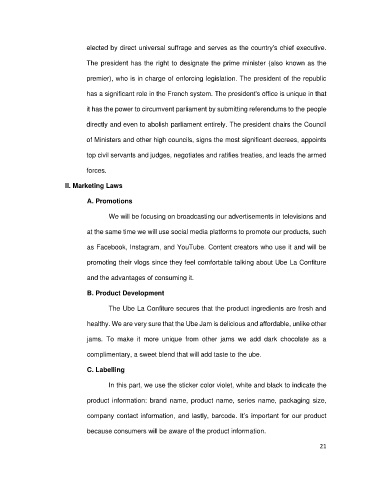 elected by direct universal suffrage and serves as the country's chief executive.
The president has the right to designate the prime minister (also known as the
premier), who is in charge of enforcing legislation. The president of the republic
has a significant role in the French system. The president's office is unique in that
it has the power to circumvent parliament by submitting referendums to the people
directly and even to abolish parliament entirely. The president chairs the Council
of Ministers and other high councils, signs the most significant decrees, appoints
top civil servants and judges, negotiates and ratifies treaties, and leads the armed
forces.
II. Marketing Laws
A. Promotions
We will be focusing on broadcasting our advertisements in televisions and
at the same time we will use social media platforms to promote our products, such
as Facebook, Instagram, and YouTube. Content creators who use it and will be
promoting their vlogs since they feel comfortable talking about Ube La Confiture
and the advantages of consuming it.
B. Product Development
The Ube La Confiture secures that the product ingredients are fresh and
healthy. We are very sure that the Ube Jam is delicious and affordable, unlike other
jams. To make it more unique from other jams we add dark chocolate as a
complimentary, a sweet blend that will add taste to the ube.
C. Labelling
In this part, we use the sticker color violet, white and black to indicate the
product information: brand name, product name, series name, packaging size,
company contact information, and lastly, barcode. It's important for our product
because consumers will be aware of the product information.
21